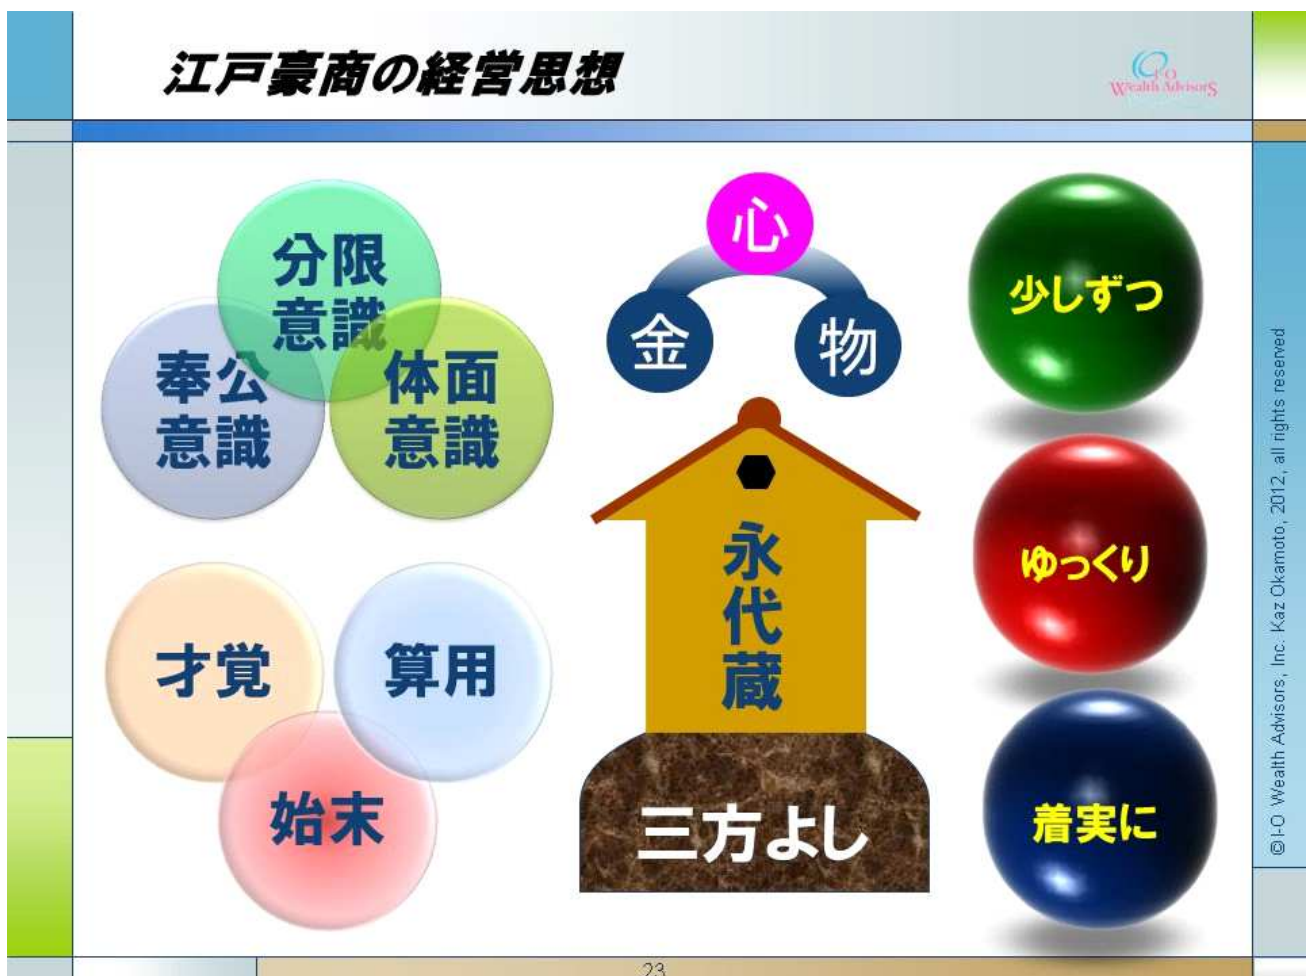 江戸豪商の経営思想
I-O
Wealth Advisors
分限
意識
奉公
意識
体面
意識
才覚
算用
始末
心
金
物
永代蔵
三方よし
少しずつ
ゆっくり
着実に
© I-O Wealth Advisors, Inc. Kaz Okamoto, 2012, all rights reserved
23